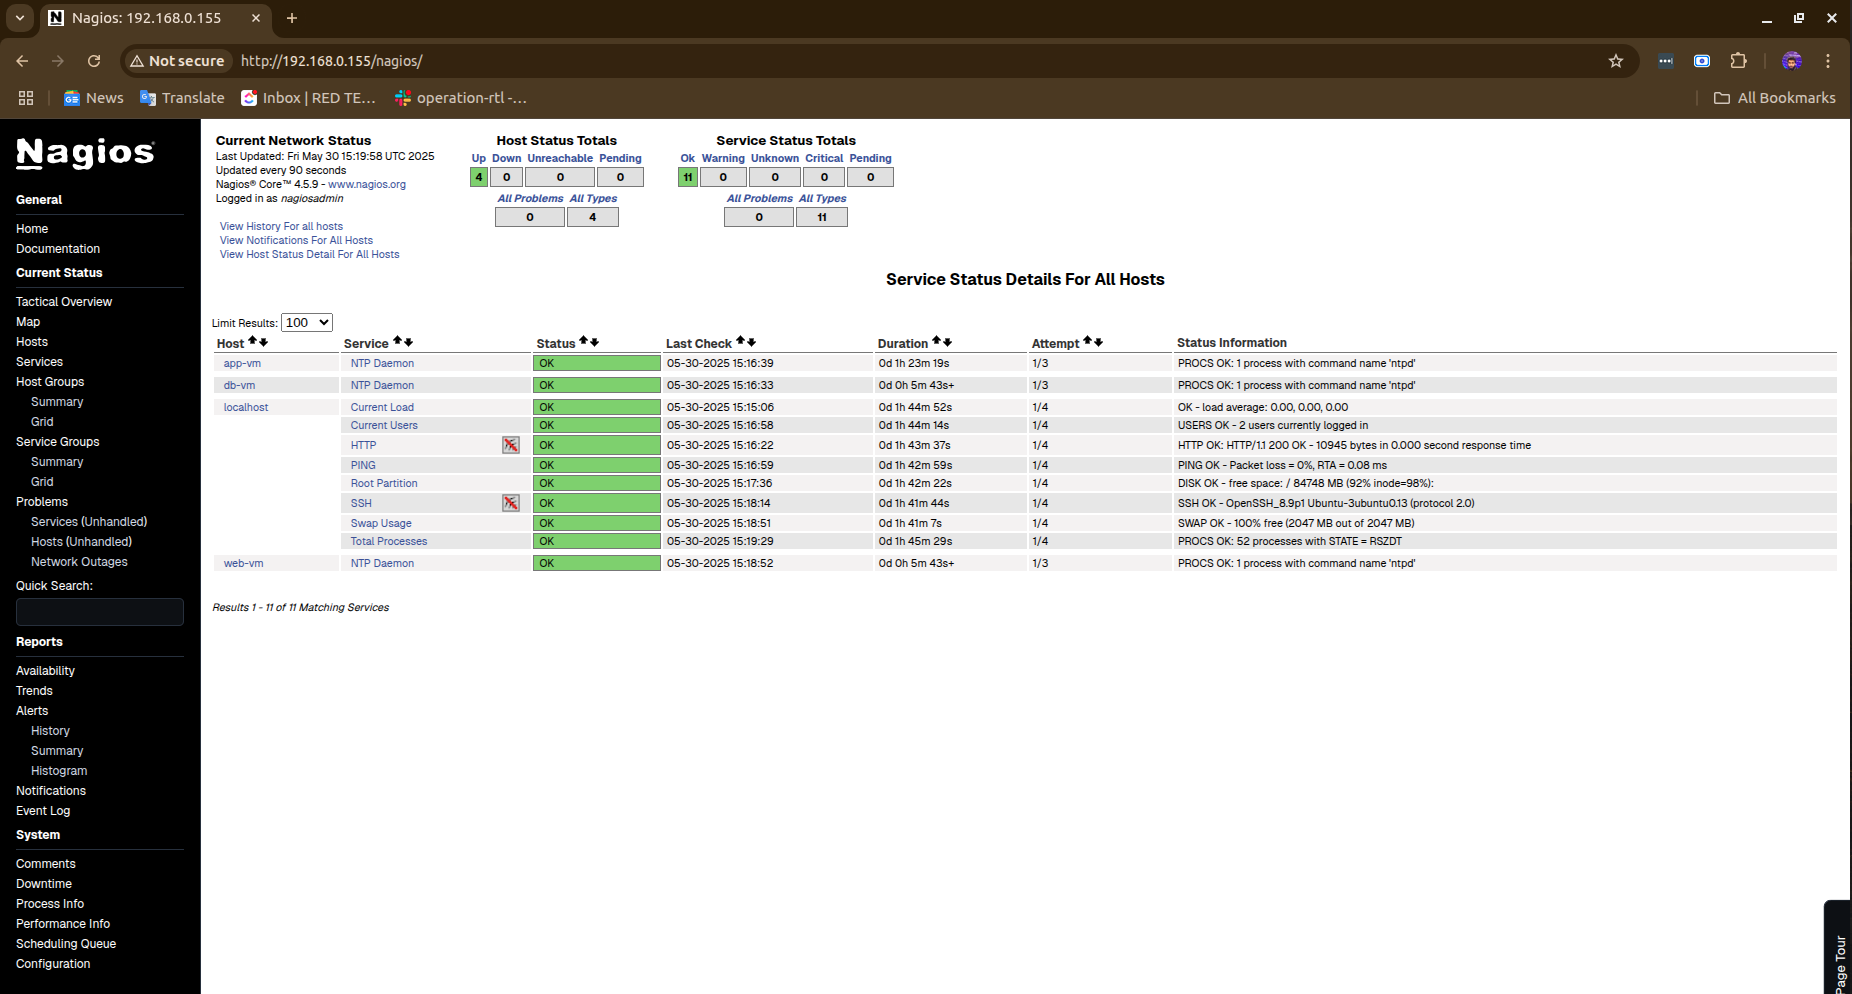 Nagios: 192.168.0.155
Not secure http://192.168.0.155/nagios/
News Translate Inbox | RED TE... operation-rtl -... All Bookmarks
Nagios®
General
Home
Documentation
Current Status
Tactical Overview
Map
Hosts
Services
Host Groups
Summary
Grid
Service Groups
Summary
Grid
Problems
Services (Unhandled)
Hosts (Unhandled)
Network Outages
Quick Search:
Reports
Availability
Trends
Alerts
History
Summary
Histogram
Notifications
Event Log
System
Comments
Downtime
Process Info
Performance Info
Scheduling Queue
Configuration
Current Network Status
Last Updated: Fri May 30 15:19:58 UTC 2025
Updated every 90 seconds
Nagios® Core™ 4.5.9 - www.nagios.org
Logged in as nagiosadmin
View History For all hosts
View Notifications For All Hosts
View Host Status Detail For All Hosts
Host Status Totals
Up Down Unreachable Pending
4 0 0 0
All Problems All Types
0 4
Service Status Totals
Ok Warning Unknown Critical Pending
11 0 0 0 0
All Problems All Types
0 11
Service Status Details For All Hosts
Limit Results: 100
Host Service Status Last Check Duration Attempt Status Information
app-vm NTP Daemon OK 05-30-2025 15:16:39 0d 1h 23m 19s 1/3 PROCS OK: 1 process with command name 'ntpd'
db-vm NTP Daemon OK 05-30-2025 15:16:33 0d 0h 5m 43s+ 1/3 PROCS OK: 1 process with command name 'ntpd'
localhost Current Load OK 05-30-2025 15:15:06 0d 1h 44m 52s 1/4 OK - load average: 0.00, 0.00, 0.00
Current Users OK 05-30-2025 15:16:58 0d 1h 44m 14s 1/4 USERS OK - 2 users currently logged in
HTTP OK 05-30-2025 15:16:22 0d 1h 43m 37s 1/4 HTTP OK: HTTP/1.1 200 OK - 10945 bytes in 0.000 second response time
PING OK 05-30-2025 15:16:59 0d 1h 42m 59s 1/4 PING OK - Packet loss = 0%, RTA = 0.08 ms
Root Partition OK 05-30-2025 15:17:36 0d 1h 42m 22s 1/4 DISK OK - free space: / 84748 MB (92% inode=98%):
SSH OK 05-30-2025 15:18:14 0d 1h 41m 44s 1/4 SSH OK - OpenSSH_8.9p1 Ubuntu-3ubuntu0.13 (protocol 2.0)
Swap Usage OK 05-30-2025 15:18:51 0d 1h 41m 7s 1/4 SWAP OK - 100% free (2047 MB out of 2047 MB)
Total Processes OK 05-30-2025 15:19:29 0d 1h 45m 29s 1/4 PROCS OK: 52 processes with STATE = RSZDT
web-vm NTP Daemon OK 05-30-2025 15:18:52 0d 0h 5m 43s+ 1/3 PROCS OK: 1 process with command name 'ntpd'
Results 1 - 11 of 11 Matching Services
Page Tour